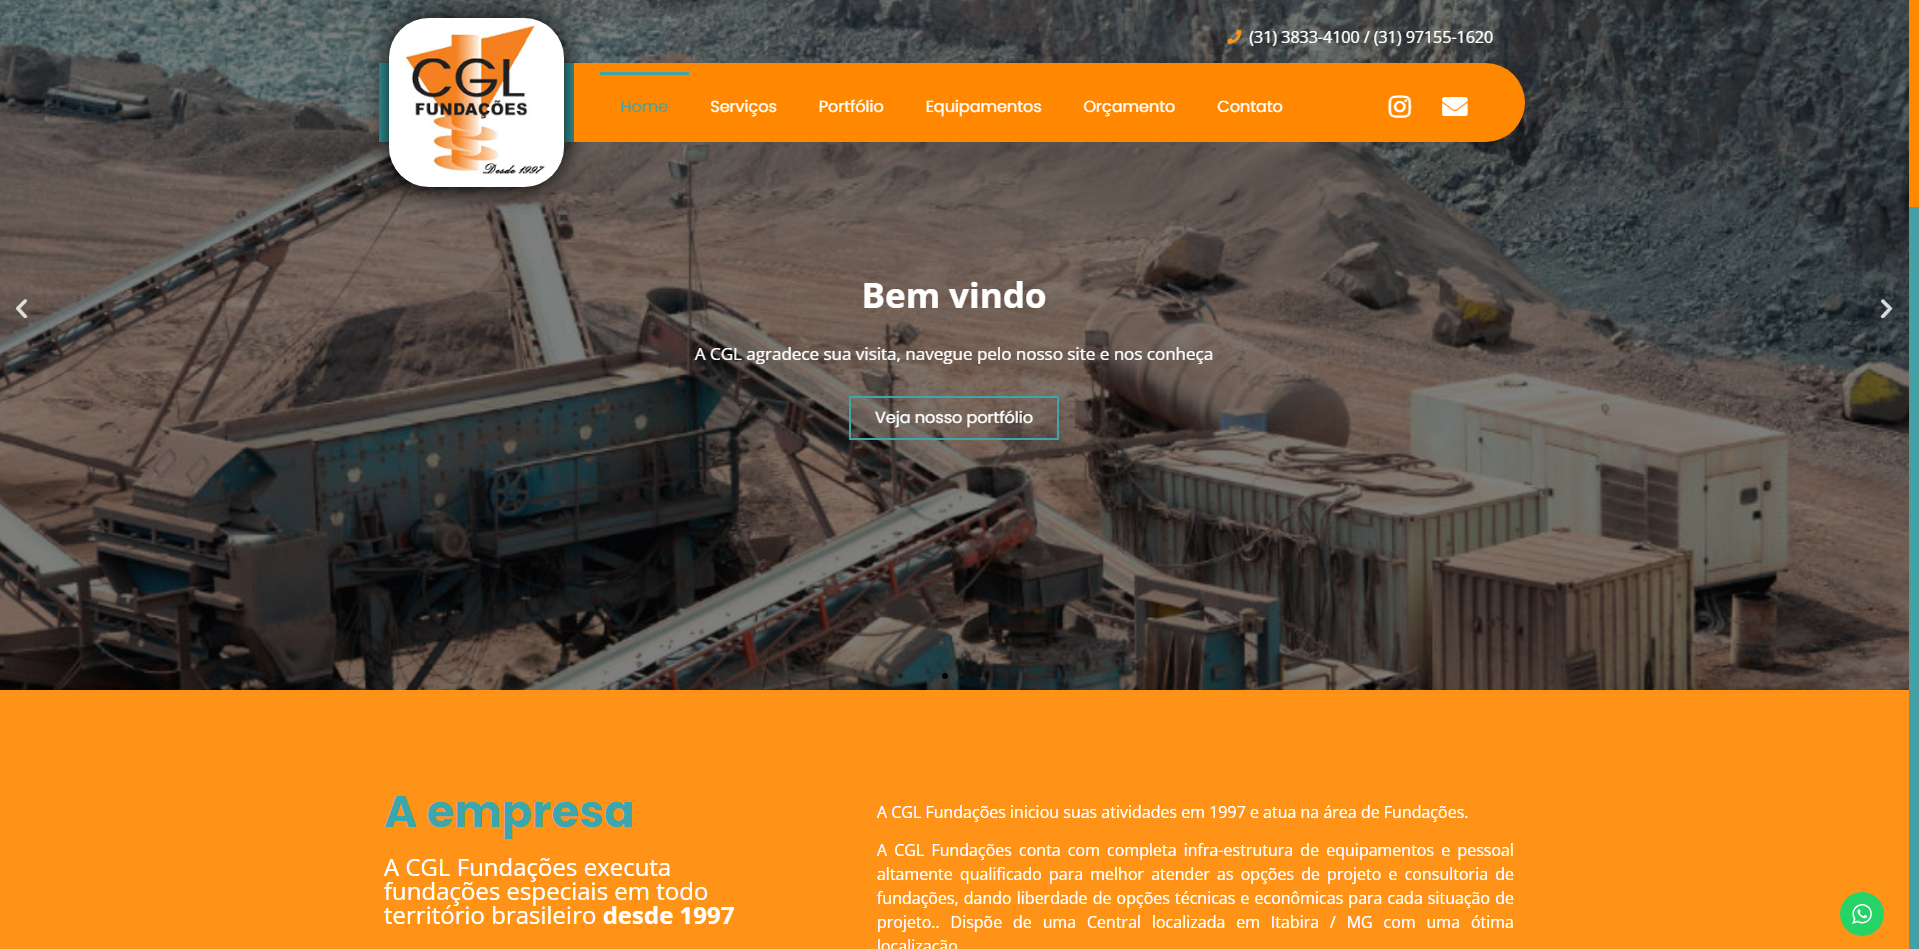 (31) 3833-4100 / (31) 97155-1620
CGL
FUNDAÇÕES
Desde 1997
Home
Serviços
Portfólio
Equipamentos
Orçamento
Contato
Bem vindo
A CGL agradece sua visita, navegue pelo nosso site e nos conheça
Veja nosso portfólio
A empresa
A CGL Fundações executa
fundações especiais em todo
território brasileiro desde 1997
A CGL Fundações iniciou suas atividades em 1997 e atua na área de Fundações.
A CGL Fundações conta com completa infra-estrutura de equipamentos e pessoal
altamente qualificado para melhor atender as opções de projeto e consultoria de
fundações, dando liberdade de opções técnicas e econômicas para cada situação de
projeto.. Dispõe de uma Central localizada em Itabira / MG com uma ótima
localização